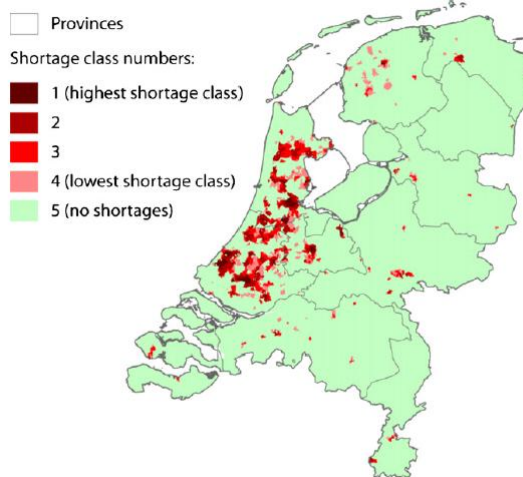 Provinces
Shortage class numbers:
1 (highest shortage class)
2
3
4 (lowest shortage class)
5 (no shortages)